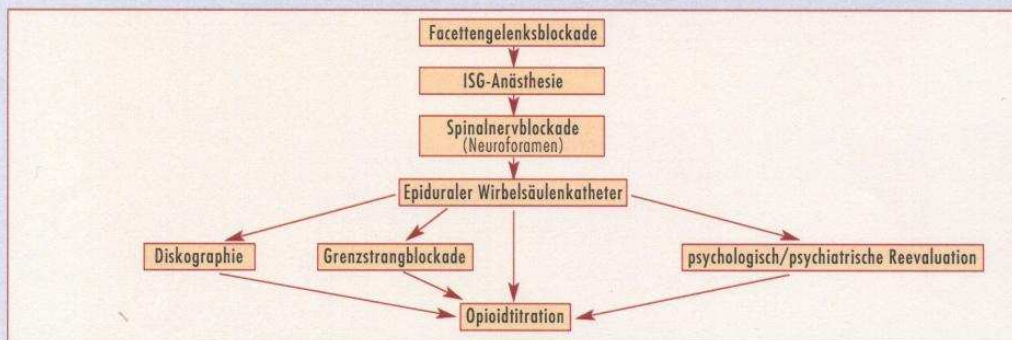 Facettengelenksblockade
ISG-Anästhesie
Spinalnervblockade
(Neuroforamen)
Epiduraler Wirbelsäulenkatheter
Diskographie
Grenzstrangblockade
psychologisch/psychiatrische Reevaluation
Opioidtitration